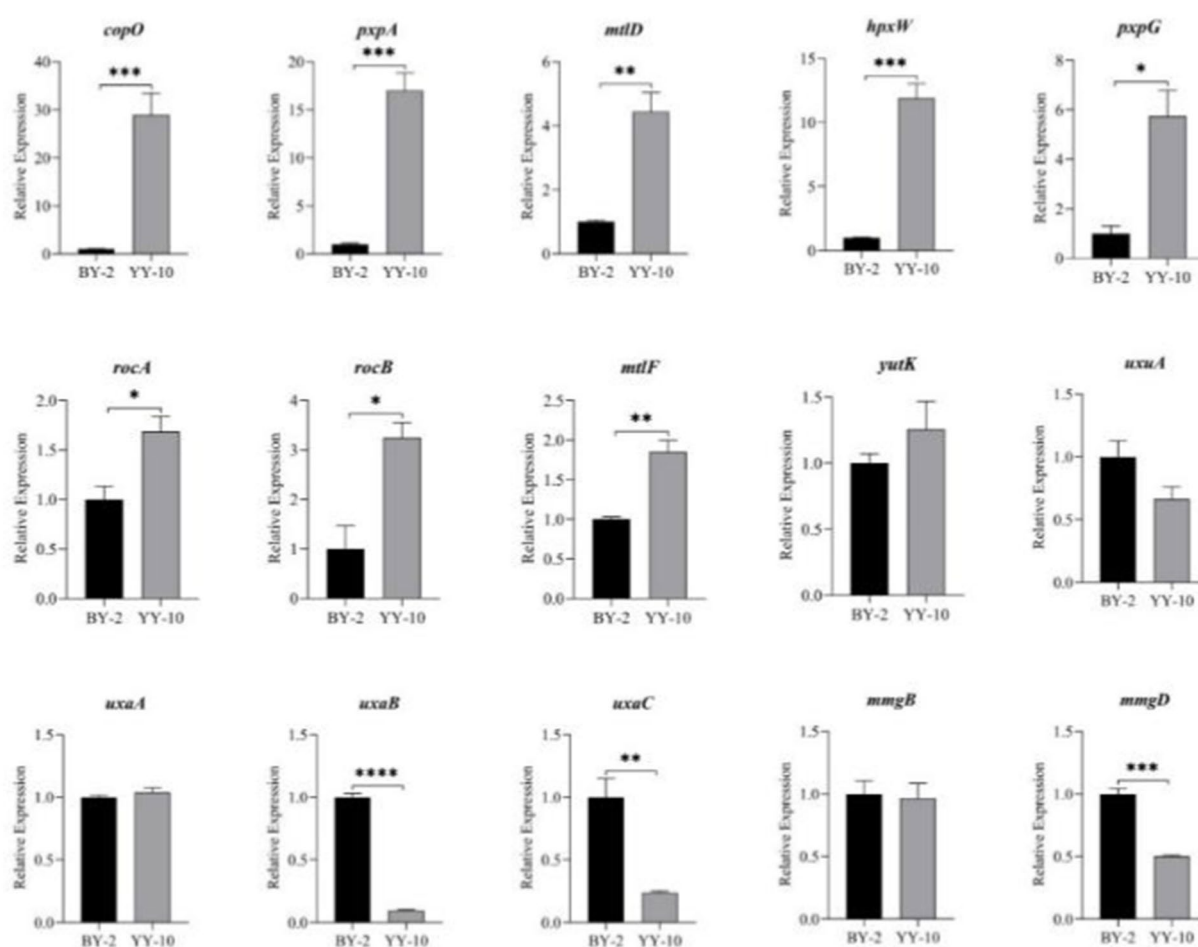 copO
pxpA
mtlD
hpxW
pxpG
Relative Expression
40
30
20
10
0
***
BY-2 YY-10
Relative Expression
20
15
10
5
0
***
BY-2 YY-10
Relative Expression
6
4
2
0
**
BY-2 YY-10
Relative Expression
15
10
5
0
***
BY-2 YY-10
Relative Expression
8
6
4
2
0
*
BY-2 YY-10
rocA
rocB
mtlF
yutK
uxuA
Relative Expression
2.0
1.5
1.0
0.5
0.0
*
BY-2 YY-10
Relative Expression
4
3
2
1
0
*
BY-2 YY-10
Relative Expression
2.5
2.0
1.5
1.0
0.5
0.0
**
BY-2 YY-10
Relative Expression
1.5
1.0
0.5
0.0
BY-2 YY-10
Relative Expression
1.5
1.0
0.5
0.0
BY-2 YY-10
uxaA
uxaB
uxaC
mmgB
mmgD
Relative Expression
1.5
1.0
0.5
0.0
BY-2 YY-10
Relative Expression
1.5
1.0
0.5
0.0
****
BY-2 YY-10
Relative Expression
1.5
1.0
0.5
0.0
**
BY-2 YY-10
Relative Expression
1.5
1.0
0.5
0.0
BY-2 YY-10
Relative Expression
1.5
1.0
0.5
0.0
***
BY-2 YY-10